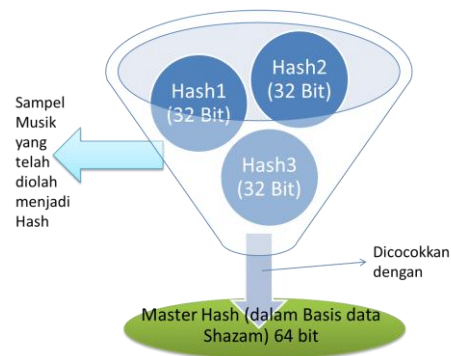 Hash1
(32 Bit)
Hash2
(32 Bit)
Hash3
(32 Bit)
Sampel
Musik
yang
telah
diolah
menjadi
Hash
Dicocokkan
dengan
Master Hash (dalam Basis data
Shazam) 64 bit